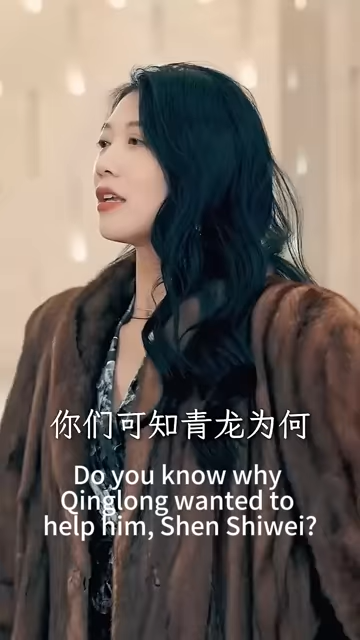 你们可知青龙为何
Do you know why
Qinglong wanted to
help him, Shen Shiwei?